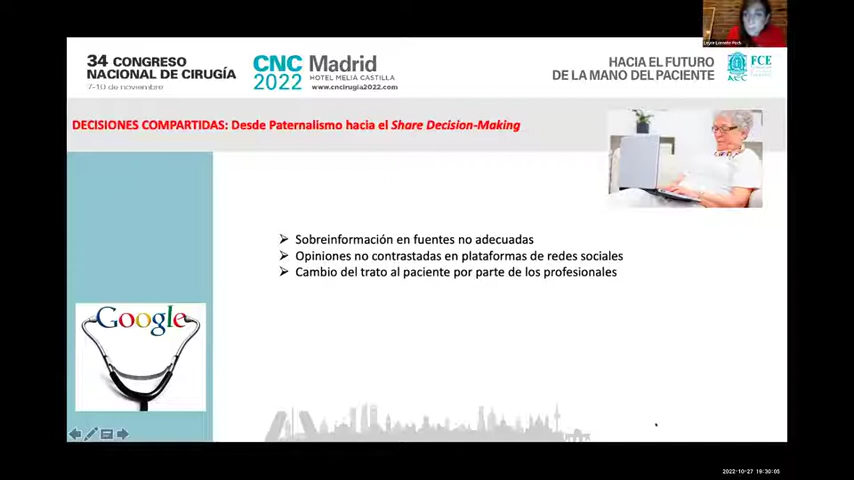 34 CONGRESO
NACIONAL DE CIRUGÍA
7-10 de noviembre
CNC
2022
Madrid
HOTEL MELIA CASTILLA
www.cncirugia2022.com
HACIA EL FUTURO
DE LA MANO DEL PACIENTE
AEC
FCE
DECISIONES COMPARTIDAS: Desde Paternalismo hacia el Share Decision-Making
➢ Sobreinformación en fuentes no adecuadas
➢ Opiniones no contrastadas en plataformas de redes sociales
➢ Cambio del trato al paciente por parte de los profesionales
Google
2022-10-27 19:30:05